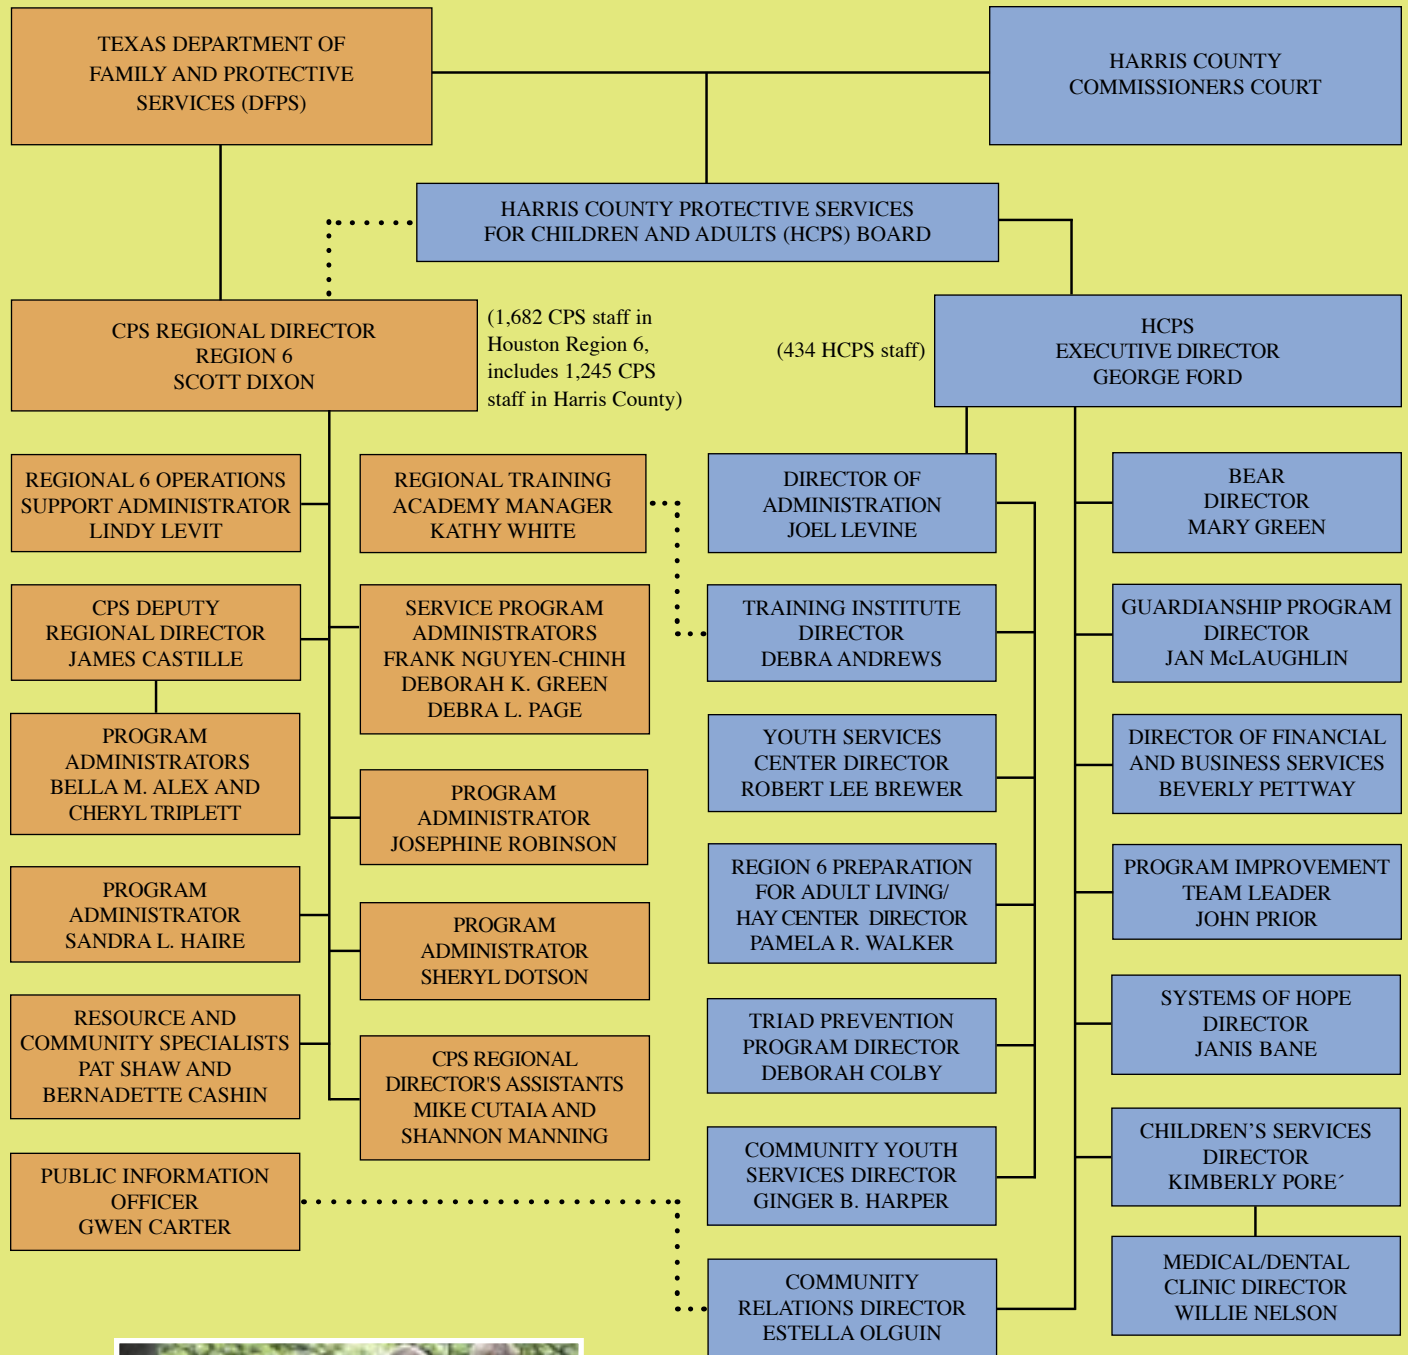 TEXAS DEPARTMENT OF
FAMILY AND PROTECTIVE
SERVICES (DFPS)
HARRIS COUNTY
COMMISSIONERS COURT
HARRIS COUNTY PROTECTIVE SERVICES
FOR CHILDREN AND ADULTS (HCPS) BOARD
CPS REGIONAL DIRECTOR
REGION 6
SCOTT DIXON
(1,682 CPS staff in
Houston Region 6,
includes 1,245 CPS
staff in Harris County)
(434 HCPS staff)
HCPS
EXECUTIVE DIRECTOR
GEORGE FORD
REGIONAL 6 OPERATIONS
SUPPORT ADMINISTRATOR
LINDY LEVIT
REGIONAL TRAINING
ACADEMY MANAGER
KATHY WHITE
DIRECTOR OF
ADMINISTRATION
JOEL LEVINE
BEAR
DIRECTOR
MARY GREEN
CPS DEPUTY
REGIONAL DIRECTOR
JAMES CASTILLE
SERVICE PROGRAM
ADMINISTRATORS
FRANK NGUYEN-CHINH
DEBORAH K. GREEN
DEBRA L. PAGE
TRAINING INSTITUTE
DIRECTOR
DEBRA ANDREWS
GUARDIANSHIP PROGRAM
DIRECTOR
JAN McLAUGHLIN
PROGRAM
ADMINISTRATORS
BELLA M. ALEX AND
CHERYL TRIPLETT
PROGRAM
ADMINISTRATOR
JOSEPHINE ROBINSON
YOUTH SERVICES
CENTER DIRECTOR
ROBERT LEE BREWER
DIRECTOR OF FINANCIAL
AND BUSINESS SERVICES
BEVERLY PETTWAY
PROGRAM
ADMINISTRATOR
SANDRA L. HAIRE
PROGRAM
ADMINISTRATOR
SHERYL DOTSON
REGION 6 PREPARATION
FOR ADULT LIVING/
HAY CENTER DIRECTOR
PAMELA R. WALKER
PROGRAM IMPROVEMENT
TEAM LEADER
JOHN PRIOR
RESOURCE AND
COMMUNITY SPECIALISTS
PAT SHAW AND
BERNADETTE CASHIN
CPS REGIONAL
DIRECTOR'S ASSISTANTS
MIKE CUTAIA AND
SHANNON MANNING
TRIAD PREVENTION
PROGRAM DIRECTOR
DEBORAH COLBY
SYSTEMS OF HOPE
DIRECTOR
JANIS BANE
PUBLIC INFORMATION
OFFICER
GWEN CARTER
COMMUNITY YOUTH
SERVICES DIRECTOR
GINGER B. HARPER
CHILDREN’S SERVICES
DIRECTOR
KIMBERLY PORE´
COMMUNITY
RELATIONS DIRECTOR
ESTELLA OLGUIN
MEDICAL/DENTAL
CLINIC DIRECTOR
WILLIE NELSON